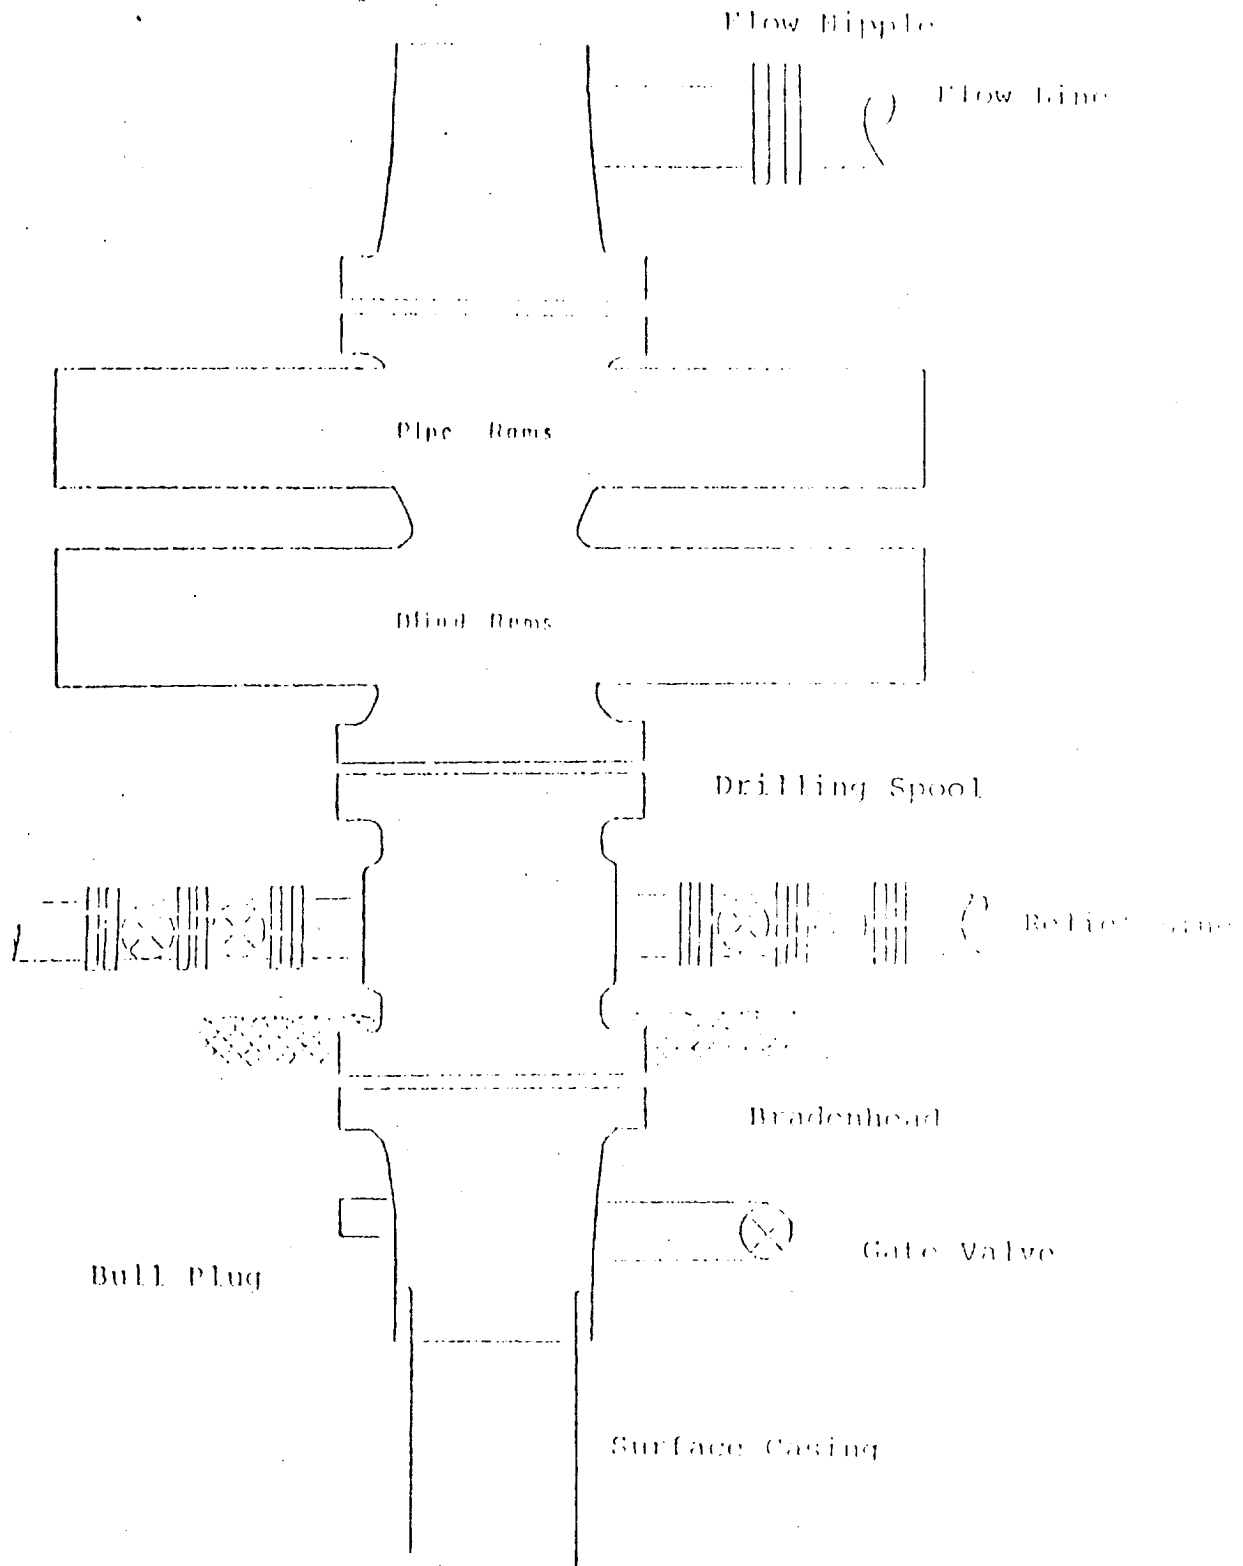 Flow Nipple
Flow Line
Pipe Rams
Blind Rams
Drilling Spool
Relief Line
Bradenhead
Gate Valve
Bull Plug
Surface Casing